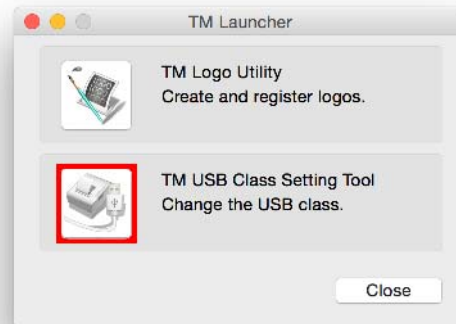 TM Launcher
TM Logo Utility
Create and register logos.
TM USB Class Setting Tool
Change the USB class.
Close